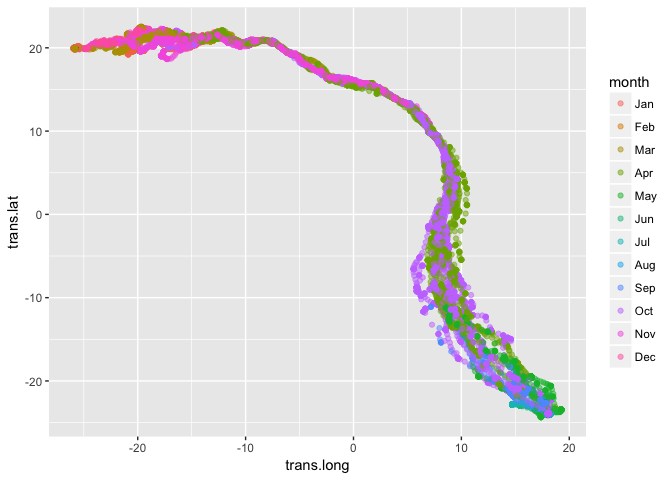 20
10
0
-10
-20
trans.lat
-20
-10
0
10
20
trans.long
month
Jan
Feb
Mar
Apr
May
Jun
Jul
Aug
Sep
Oct
Nov
Dec